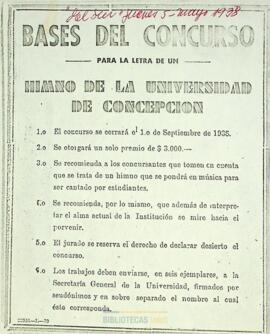 "El Sur" Jueves 5-mayo 1938
BASES DEL CONCURSO
PARA LA LETRA DE UN
HIMNO DE LA UNIVERSIDAD
DE CONCEPCION
1.o El concurso se cerrará el 1.o de Septiembre de 1938.
2.o Se otorgará un solo premio de $ 3.000.—
3.o Se recomienda a los concursantes que tomen en cuenta
que se trata de un himno que se pondrá en música para
ser cantado por estudiantes.
4.o Se recomienda, por lo mismo, que además de interpre-
tar el alma actual de la Institución se mire hacia el
porvenir.
5.o El jurado se reserva el derecho de declarar desierto el
concurso.
6.o Los trabajos deben enviarse, en seis ejemplares, a la
Secretaría General de la Universidad, firmados por
seudónimos y en sobre separado el nombre al cual
éste corresponda.
BIBLIOTECAS